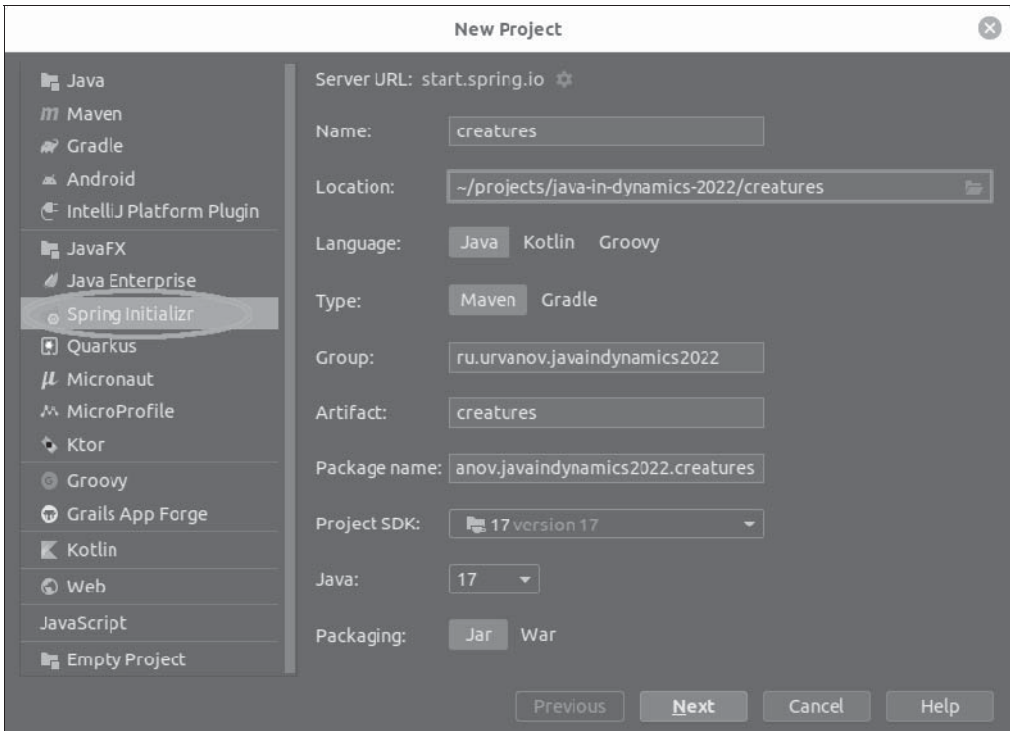 New Project
Java
Maven
Gradle
Android
IntelliJ Platform Plugin
JavaFX
Java Enterprise
Spring Initializr
Quarkus
Micronaut
MicroProfile
Ktor
Groovy
Grails App Forge
Kotlin
Web
JavaScript
Empty Project
Server URL: start.spring.io
Name: creatures
Location: ~/projects/java-in-dynamics-2022/creatures
Language: Java Kotlin Groovy
Type: Maven Gradle
Group: ru.urvanov.javaindynamics2022
Artifact: creatures
Package name: anov.javaindynamics2022.creatures
Project SDK: 17 version 17
Java: 17
Packaging: Jar War
Previous Next Cancel Help